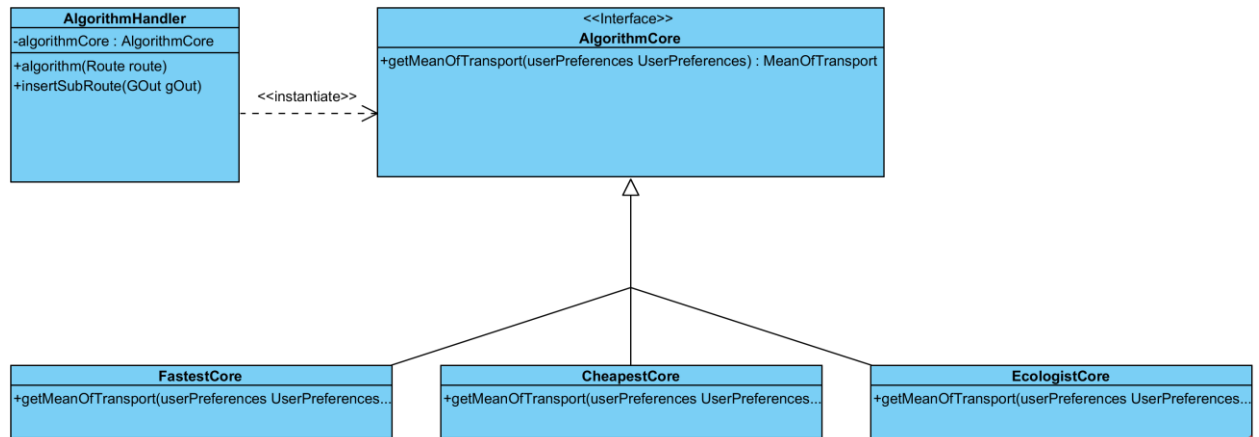 AlgorithmHandler
-algorithmCore : AlgorithmCore
+algorithm(Route route)
+insertSubRoute(GOut gOut)
<<instantiate>>
<<Interface>>
AlgorithmCore
+getMeanOfTransport(userPreferences UserPreferences) : MeanOfTransport
FastestCore
+getMeanOfTransport(userPreferences UserPreferences...
CheapestCore
+getMeanOfTransport(userPreferences UserPreferences...
EcologistCore
+getMeanOfTransport(userPreferences UserPreferences...